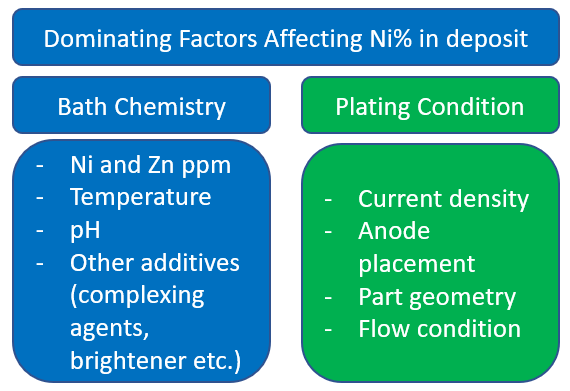 Dominating Factors Affecting Ni% in deposit
Bath Chemistry
- Ni and Zn ppm
- Temperature
- pH
- Other additives
(complexing
agents,
brightener etc.)
Plating Condition
- Current density
- Anode
placement
- Part geometry
- Flow condition